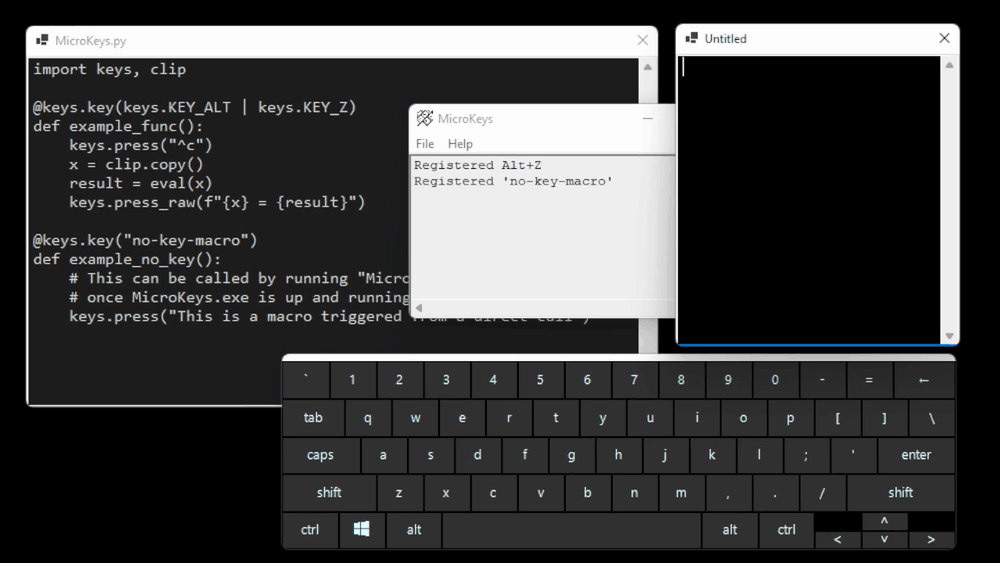 MicroKeys.py
import keys, clip
@keys.key(keys.KEY_ALT | keys.KEY_Z)
def example_func():
    keys.press("^c")
    x = clip.copy()
    result = eval(x)
    keys.press_raw(f"{x} = {result}")
@keys.key("no-key-macro")
def example_no_key():
    # This can be called by running "Micro
    # once MicroKeys.exe is up and running
    keys.press("This is a macro triggered from a direct call")
MicroKeys
File Help
Registered Alt+Z
Registered 'no-key-macro'
Untitled
` 1 2 3 4 5 6 7 8 9 0 - = ←
tab q w e r t y u i o p [ ] \
caps a s d f g h j k l ; ' enter
shift z x c v b n m , . / shift
ctrl alt alt ctrl < ^ v >